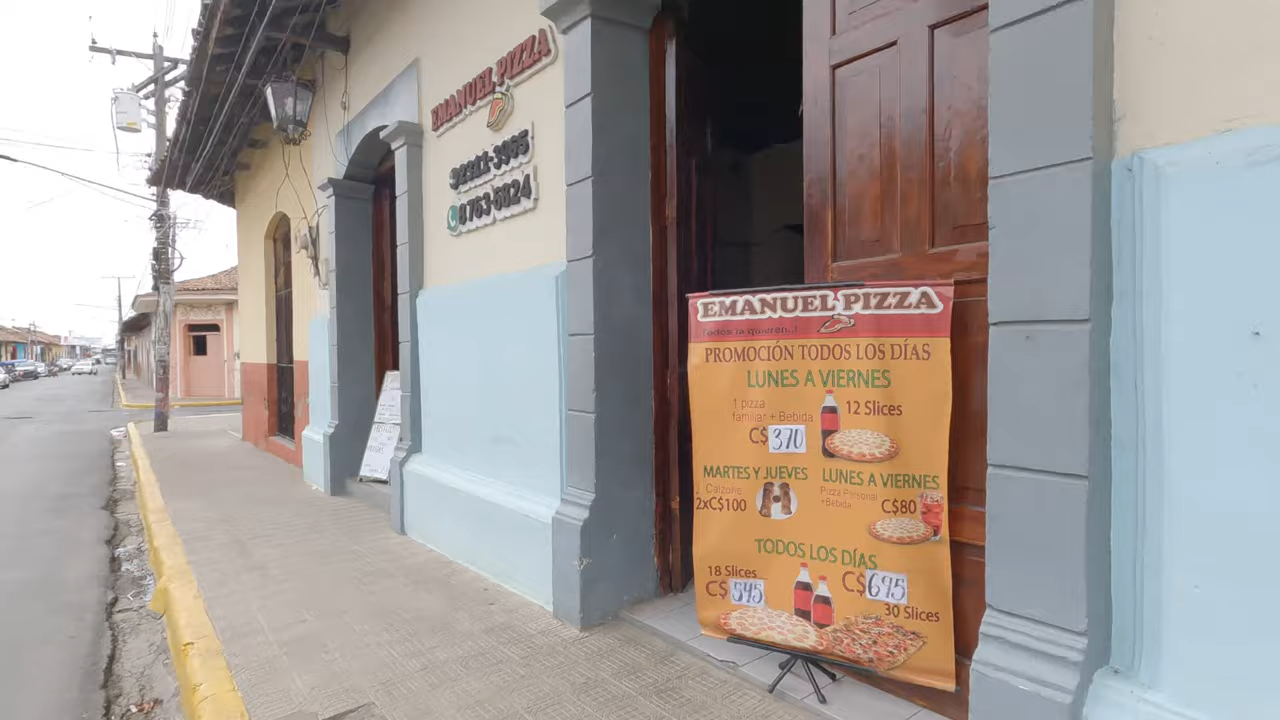 EMANUEL PIZZA
2311-3965
8763-6824
EMANUEL PIZZA
Todos la quieren..!
PROMOCIÓN TODOS LOS DÍAS
LUNES A VIERNES
1 pizza
familiar + Bebida
C$ 370
12 Slices
MARTES Y JUEVES
Calzone
2xC$100
LUNES A VIERNES
Pizza Personal
+Bebida
C$80
TODOS LOS DÍAS
18 Slices
C$ 545
C$ 695
30 Slices